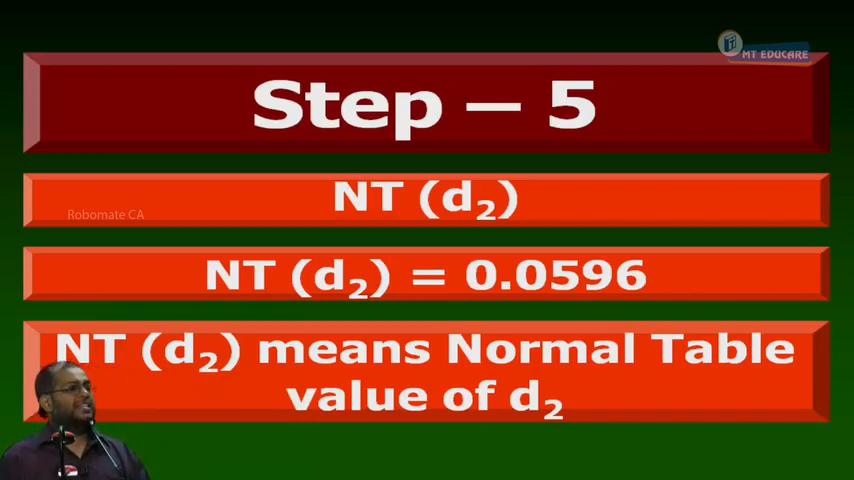 MT EDUCARE
Step – 5
NT (d₂)
Robomate CA
NT (d₂) = 0.0596
NT (d₂) means Normal Table
value of d₂